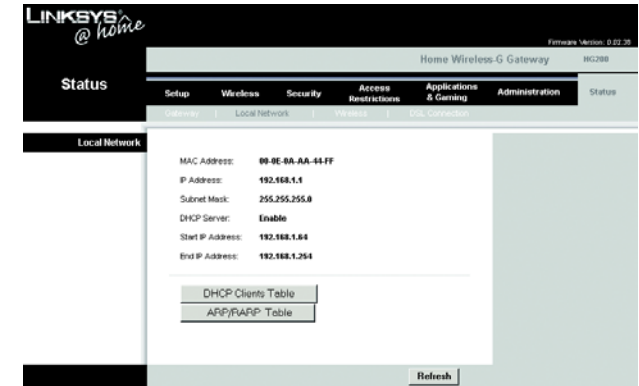 LINKSYS
@ home
Firmware Version: 0.02.38
Home Wireless-G Gateway HG200
Status
Setup Wireless Security Access Restrictions Applications & Gaming Administration Status
Gateway | Local Network | Wireless | DSL Connection
Local Network
MAC Address: 00-0E-0A-AA-44-FF
IP Address: 192.168.1.1
Subnet Mask: 255.255.255.0
DHCP Server: Enable
Start IP Address: 192.168.1.64
End IP Address: 192.168.1.254
DHCP Clients Table
ARP/RARP Table
Refresh